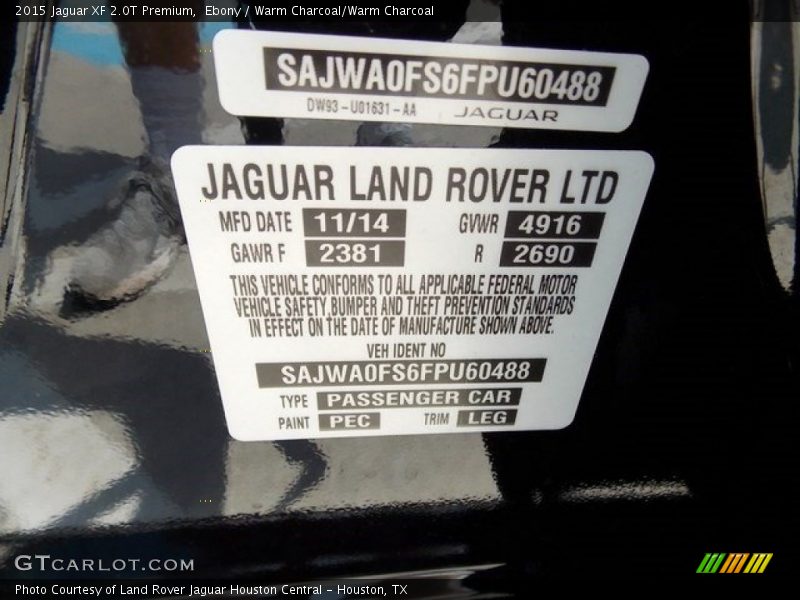 2015 Jaguar XF 2.0T Premium, Ebony / Warm Charcoal/Warm Charcoal
SAJWA0FS6FPU60488
DW93-U01631-AA JAGUAR
JAGUAR LAND ROVER LTD
MFD DATE 11/14 GVWR 4916
GAWR F 2381 R 2690
THIS VEHICLE CONFORMS TO ALL APPLICABLE FEDERAL MOTOR
VEHICLE SAFETY,BUMPER AND THEFT PREVENTION STANDARDS
IN EFFECT ON THE DATE OF MANUFACTURE SHOWN ABOVE.
VEH IDENT NO
SAJWA0FS6FPU60488
TYPE PASSENGER CAR
PAINT PEC TRIM LEG
GTCARLOT.COM
Photo Courtesy of Land Rover Jaguar Houston Central - Houston, TX